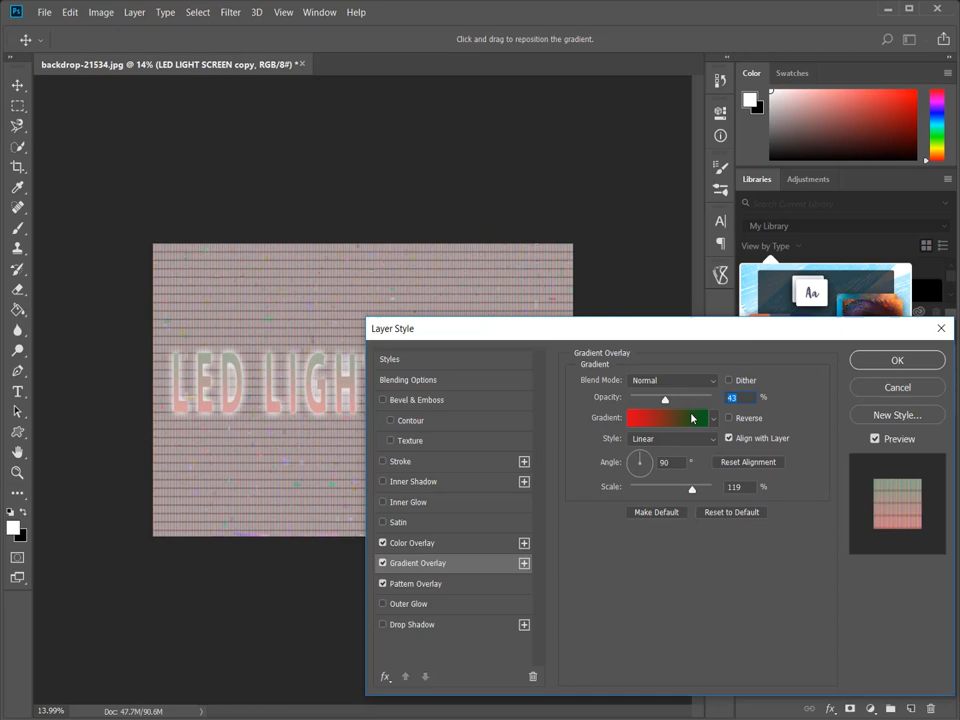 Ps File Edit Image Layer Type Select Filter 3D View Window Help
Click and drag to reposition the gradient.
backdrop-21534.jpg @ 14% (LED LIGHT SCREEN copy, RGB/8#) *
Color Swatches
Libraries Adjustments
Search Current Library
My Library
View by Type
Aa
LED LIGH
Layer Style
Styles
Blending Options
Bevel & Emboss
Contour
Texture
Stroke
Inner Shadow
Inner Glow
Satin
Color Overlay
Gradient Overlay
Pattern Overlay
Outer Glow
Drop Shadow
fx
Gradient Overlay
Gradient
Blend Mode: Normal Dither
Opacity: 43 %
Gradient: Reverse
Style: Linear Align with Layer
Angle: 90 ° Reset Alignment
Scale: 119 %
Make Default Reset to Default
OK
Cancel
New Style...
Preview
13.99% Doc: 47.7M/90.6M
fx